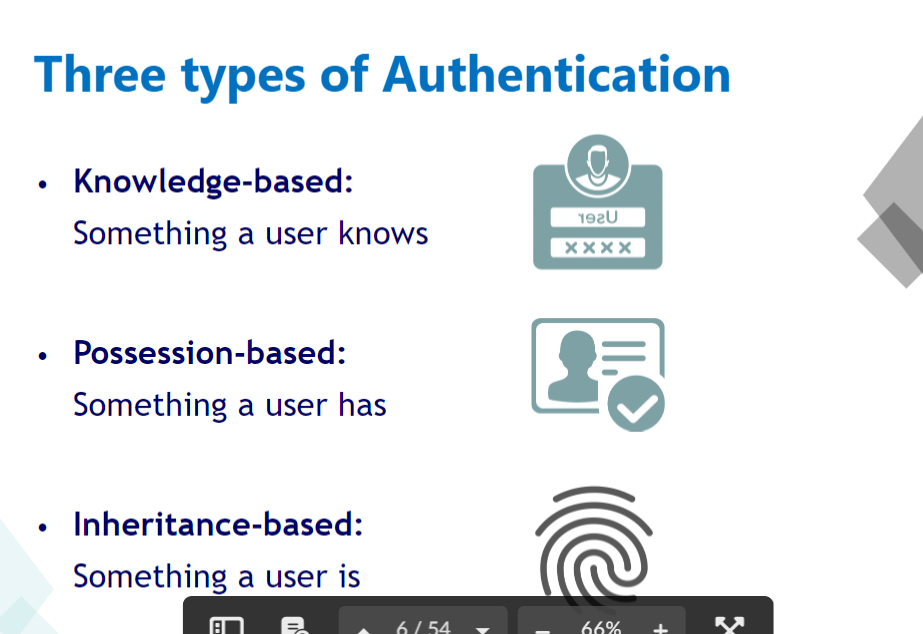 Three types of Authentication
• Knowledge-based:
Something a user knows
User
xxxx
• Possession-based:
Something a user has
• Inheritance-based:
Something a user is
6 / 54
66%